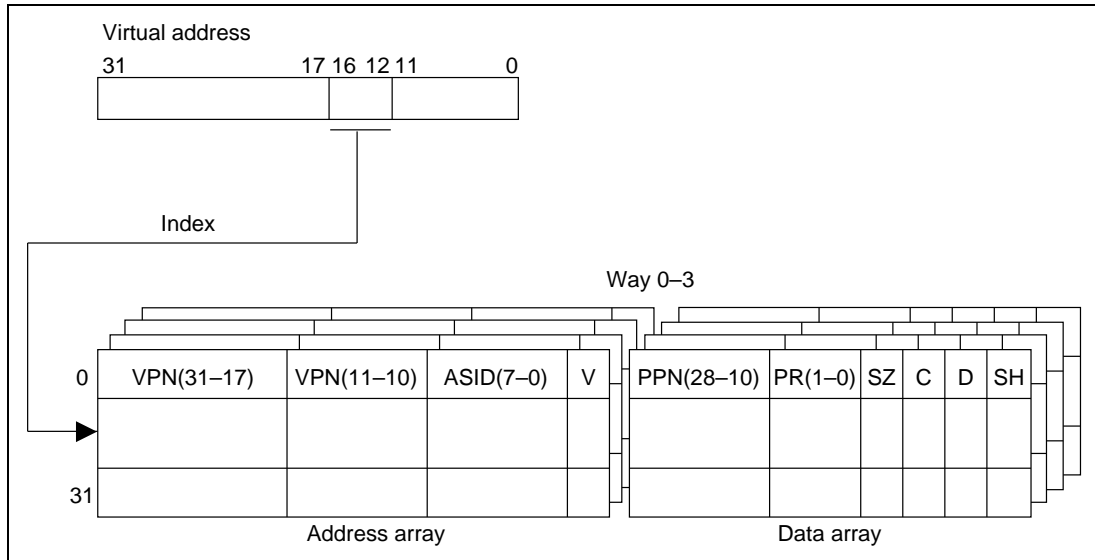 Virtual address
31 17 16 12 11 0
Index
Way 0–3
0 VPN(31–17) VPN(11–10) ASID(7–0) V PPN(28–10) PR(1–0) SZ C D SH
31
Address array Data array